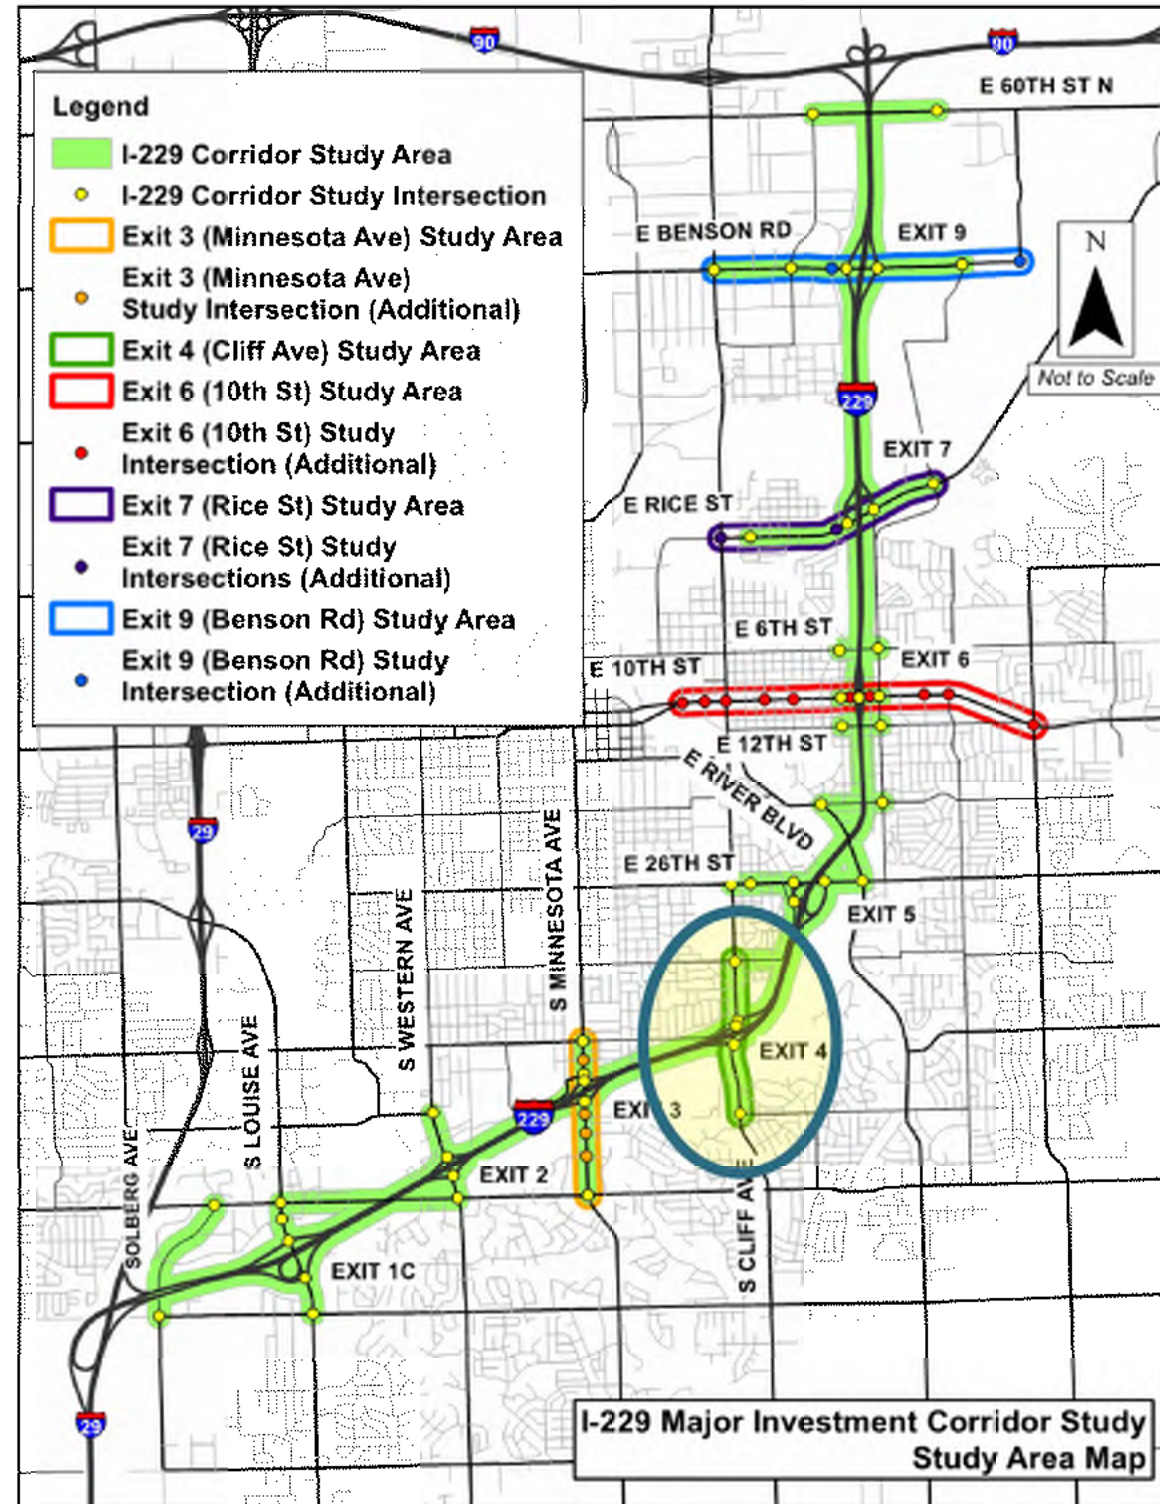 90
90
E 60TH ST N
Legend
I-229 Corridor Study Area
I-229 Corridor Study Intersection
Exit 3 (Minnesota Ave) Study Area
Exit 3 (Minnesota Ave)
Study Intersection (Additional)
Exit 4 (Cliff Ave) Study Area
Exit 6 (10th St) Study Area
Exit 6 (10th St) Study
Intersection (Additional)
Exit 7 (Rice St) Study Area
Exit 7 (Rice St) Study
Intersections (Additional)
Exit 9 (Benson Rd) Study Area
Exit 9 (Benson Rd) Study
Intersection (Additional)
E BENSON RD
EXIT 9
N
Not to Scale
229
EXIT 7
E RICE ST
E 6TH ST
EXIT 6
E 10TH ST
E 12TH ST
E RIVER BLVD
29
E 26TH ST
S MINNESOTA AVE
S WESTERN AVE
EXIT 5
S LOUISE AVE
EXIT 4
EXIT 3
229
SOLBERG AVE
EXIT 2
S CLIFF AVE
EXIT 1C
29
I-229 Major Investment Corridor Study
Study Area Map